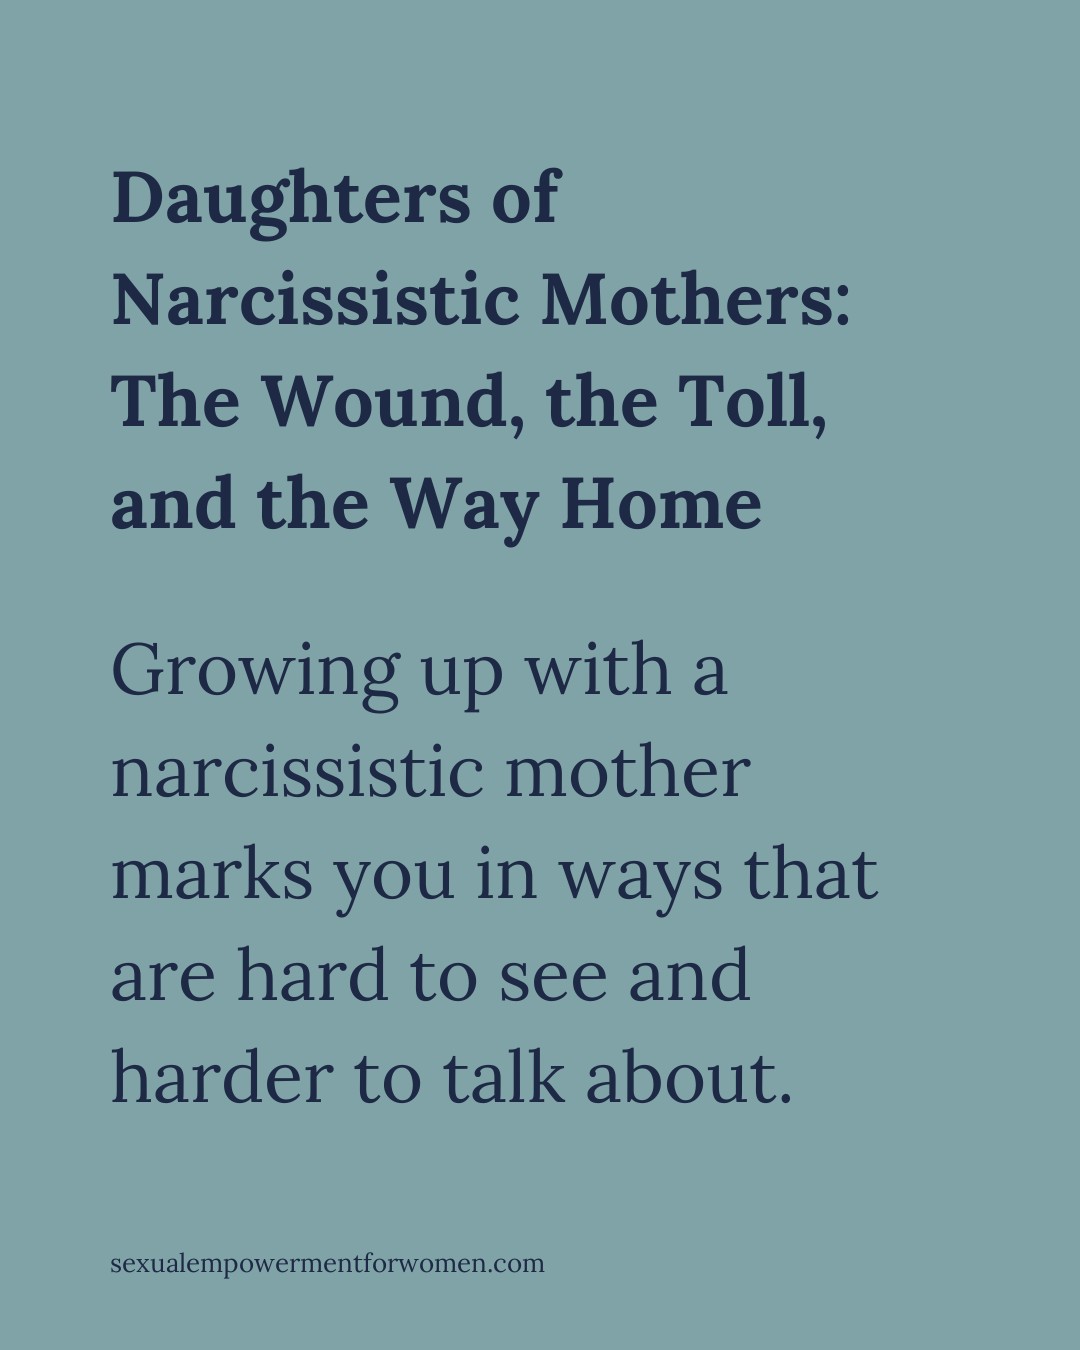 Daughters of
Narcissistic Mothers:
The Wound, the Toll,
and the Way Home
Growing up with a
narcissistic mother
marks you in ways that
are hard to see and
harder to talk about.
sexualempowermentforwomen.com